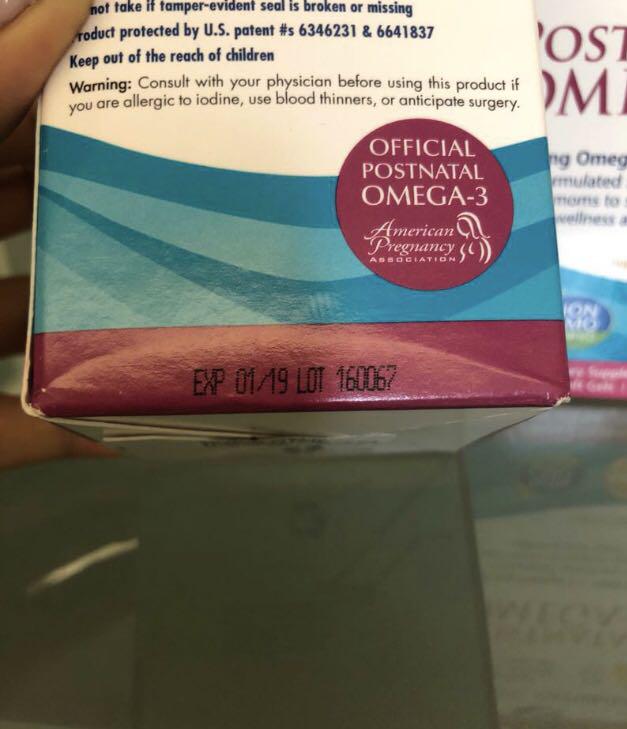 not take if tamper-evident seal is broken or missing
roduct protected by U.S. patent #s 6346231 & 6641837
Keep out of the reach of children
Warning: Consult with your physician before using this product if
you are allergic to iodine, use blood thinners, or anticipate surgery.
OFFICIAL
POSTNATAL
OMEGA-3
American
Pregnancy
ASSOCIATION
EXP 01/19 LOT 160067
POST
OM
ng Omeg
rmulated
moms to
wellness a